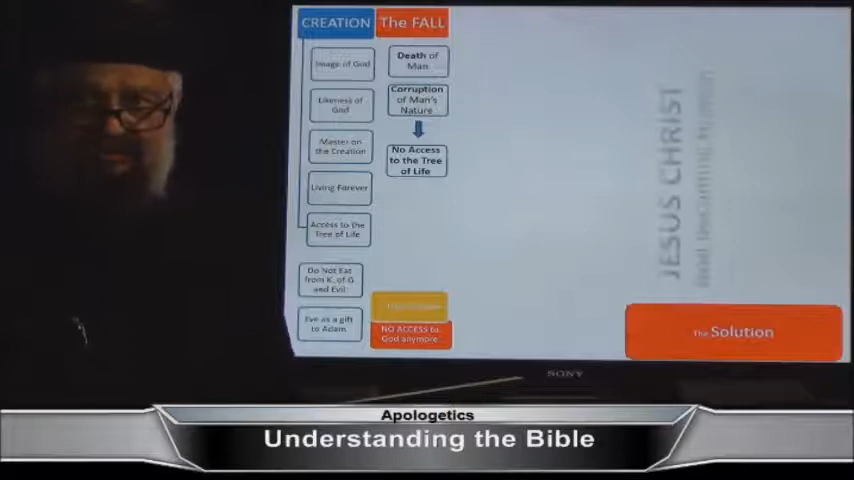 CREATION
The FALL
Image of God
Likeness of
God
Master on
the Creation
Living Forever
Access to the
Tree of Life
Do Not Eat
from K. of G.
and Evil
Eve as a gift
to Adam
Death of
Man
Corruption
of Man's
Nature
No Access
to the Tree
of Life
NO ACCESS to
God anymore
JESUS CHRIST
The Solution
SONY
Apologetics
Understanding the Bible